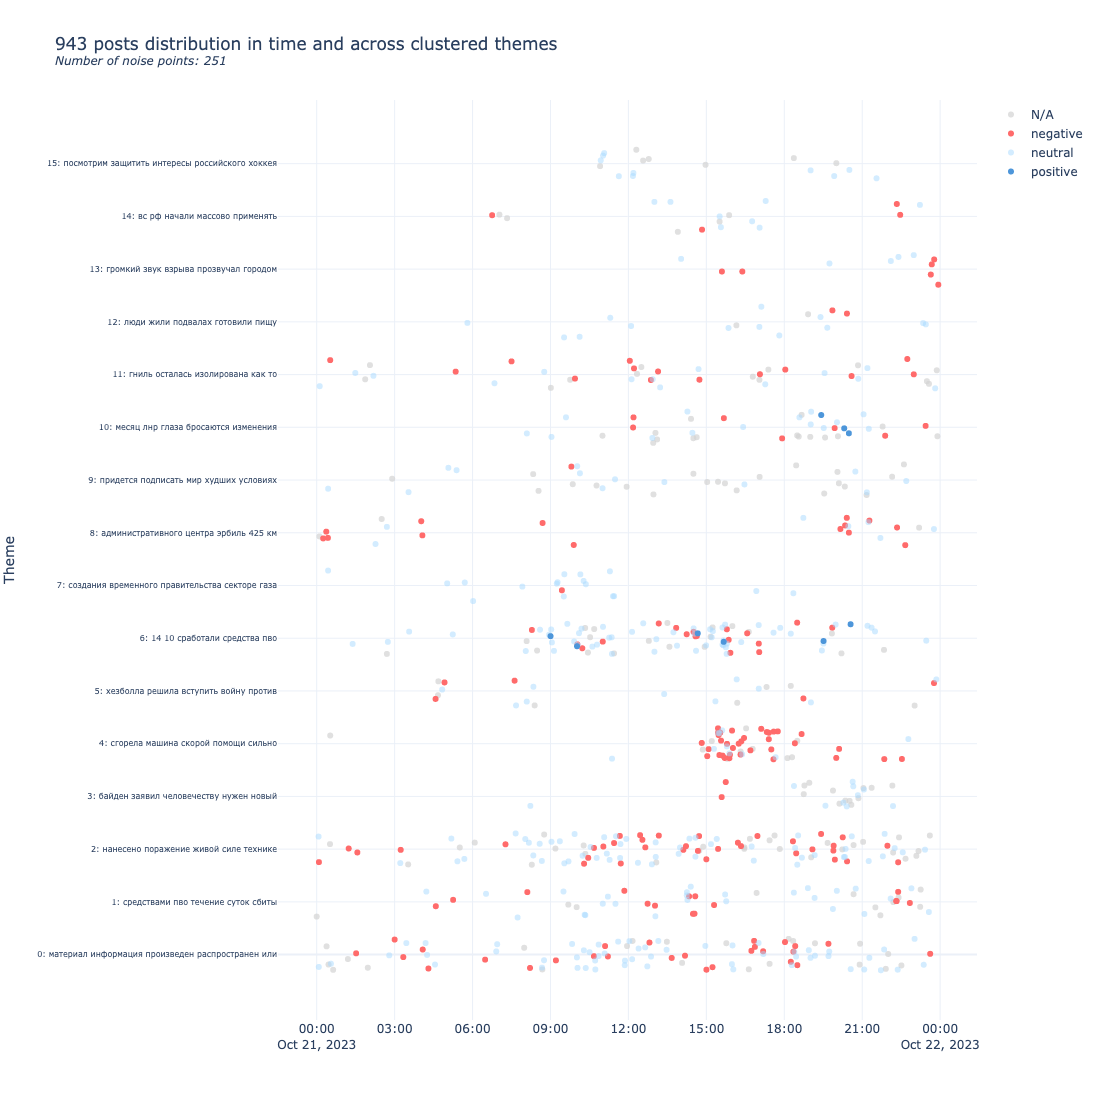 943 posts distribution in time and across clustered themes
Number of noise points: 251
N/A
negative
neutral
positive
Theme
15: посмотрим защитить интересы российского хоккея
14: вс рф начали массово применять
13: громкий звук взрыва прозвучал городом
12: люди жили подвалах готовили пищу
11: гниль осталась изолирована как то
10: месяц лнр глаза бросаются изменения
9: придется подписать мир худших условиях
8: административного центра эрбиль 425 км
7: создания временного правительства секторе газа
6: 14 10 сработали средства пво
5: хезболла решила вступить войну против
4: сгорела машина скорой помощи сильно
3: байден заявил человечеству нужен новый
2: нанесено поражение живой силе технике
1: средствами пво течение суток сбиты
0: материал информация произведен распространен или
00:00 03:00 06:00 09:00 12:00 15:00 18:00 21:00 00:00
Oct 21, 2023 Oct 22, 2023